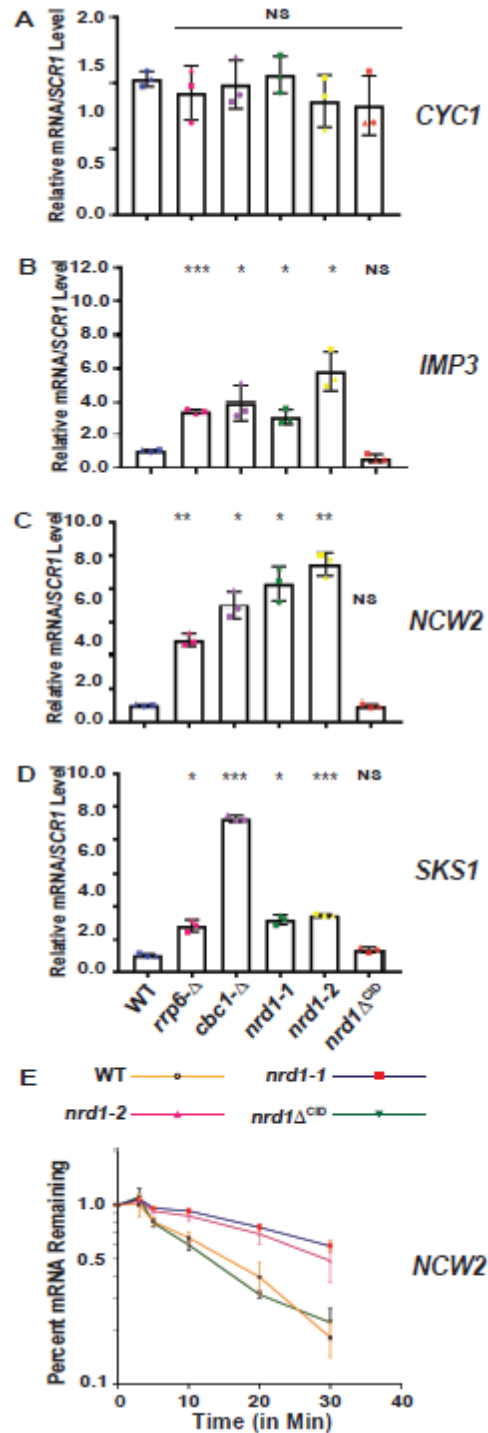 A
NS
Relative mRNA/SCR1 Level
2.0
1.5
1.0
0.5
0.0
CYC1
B
*** * * * NS
Relative mRNA/SCR1 Level
12.0
10.0
8.0
6.0
4.0
2.0
0.0
IMP3
C
** * * ** NS
Relative mRNA/SCR1 Level
10.0
8.0
6.0
4.0
2.0
0.0
NCW2
D
* *** * *** NS
Relative mRNA/SCR1 Level
10.0
8.0
6.0
4.0
2.0
0.0
SKS1
WT
rrp6-Δ
cbc1-Δ
nrd1-1
nrd1-2
nrd1Δ^CID
E
WT
nrd1-1
nrd1-2
nrd1Δ^CID
Percent mRNA Remaining
1.0
0.5
0.1
0 10 20 30 40
Time (in Min)
NCW2